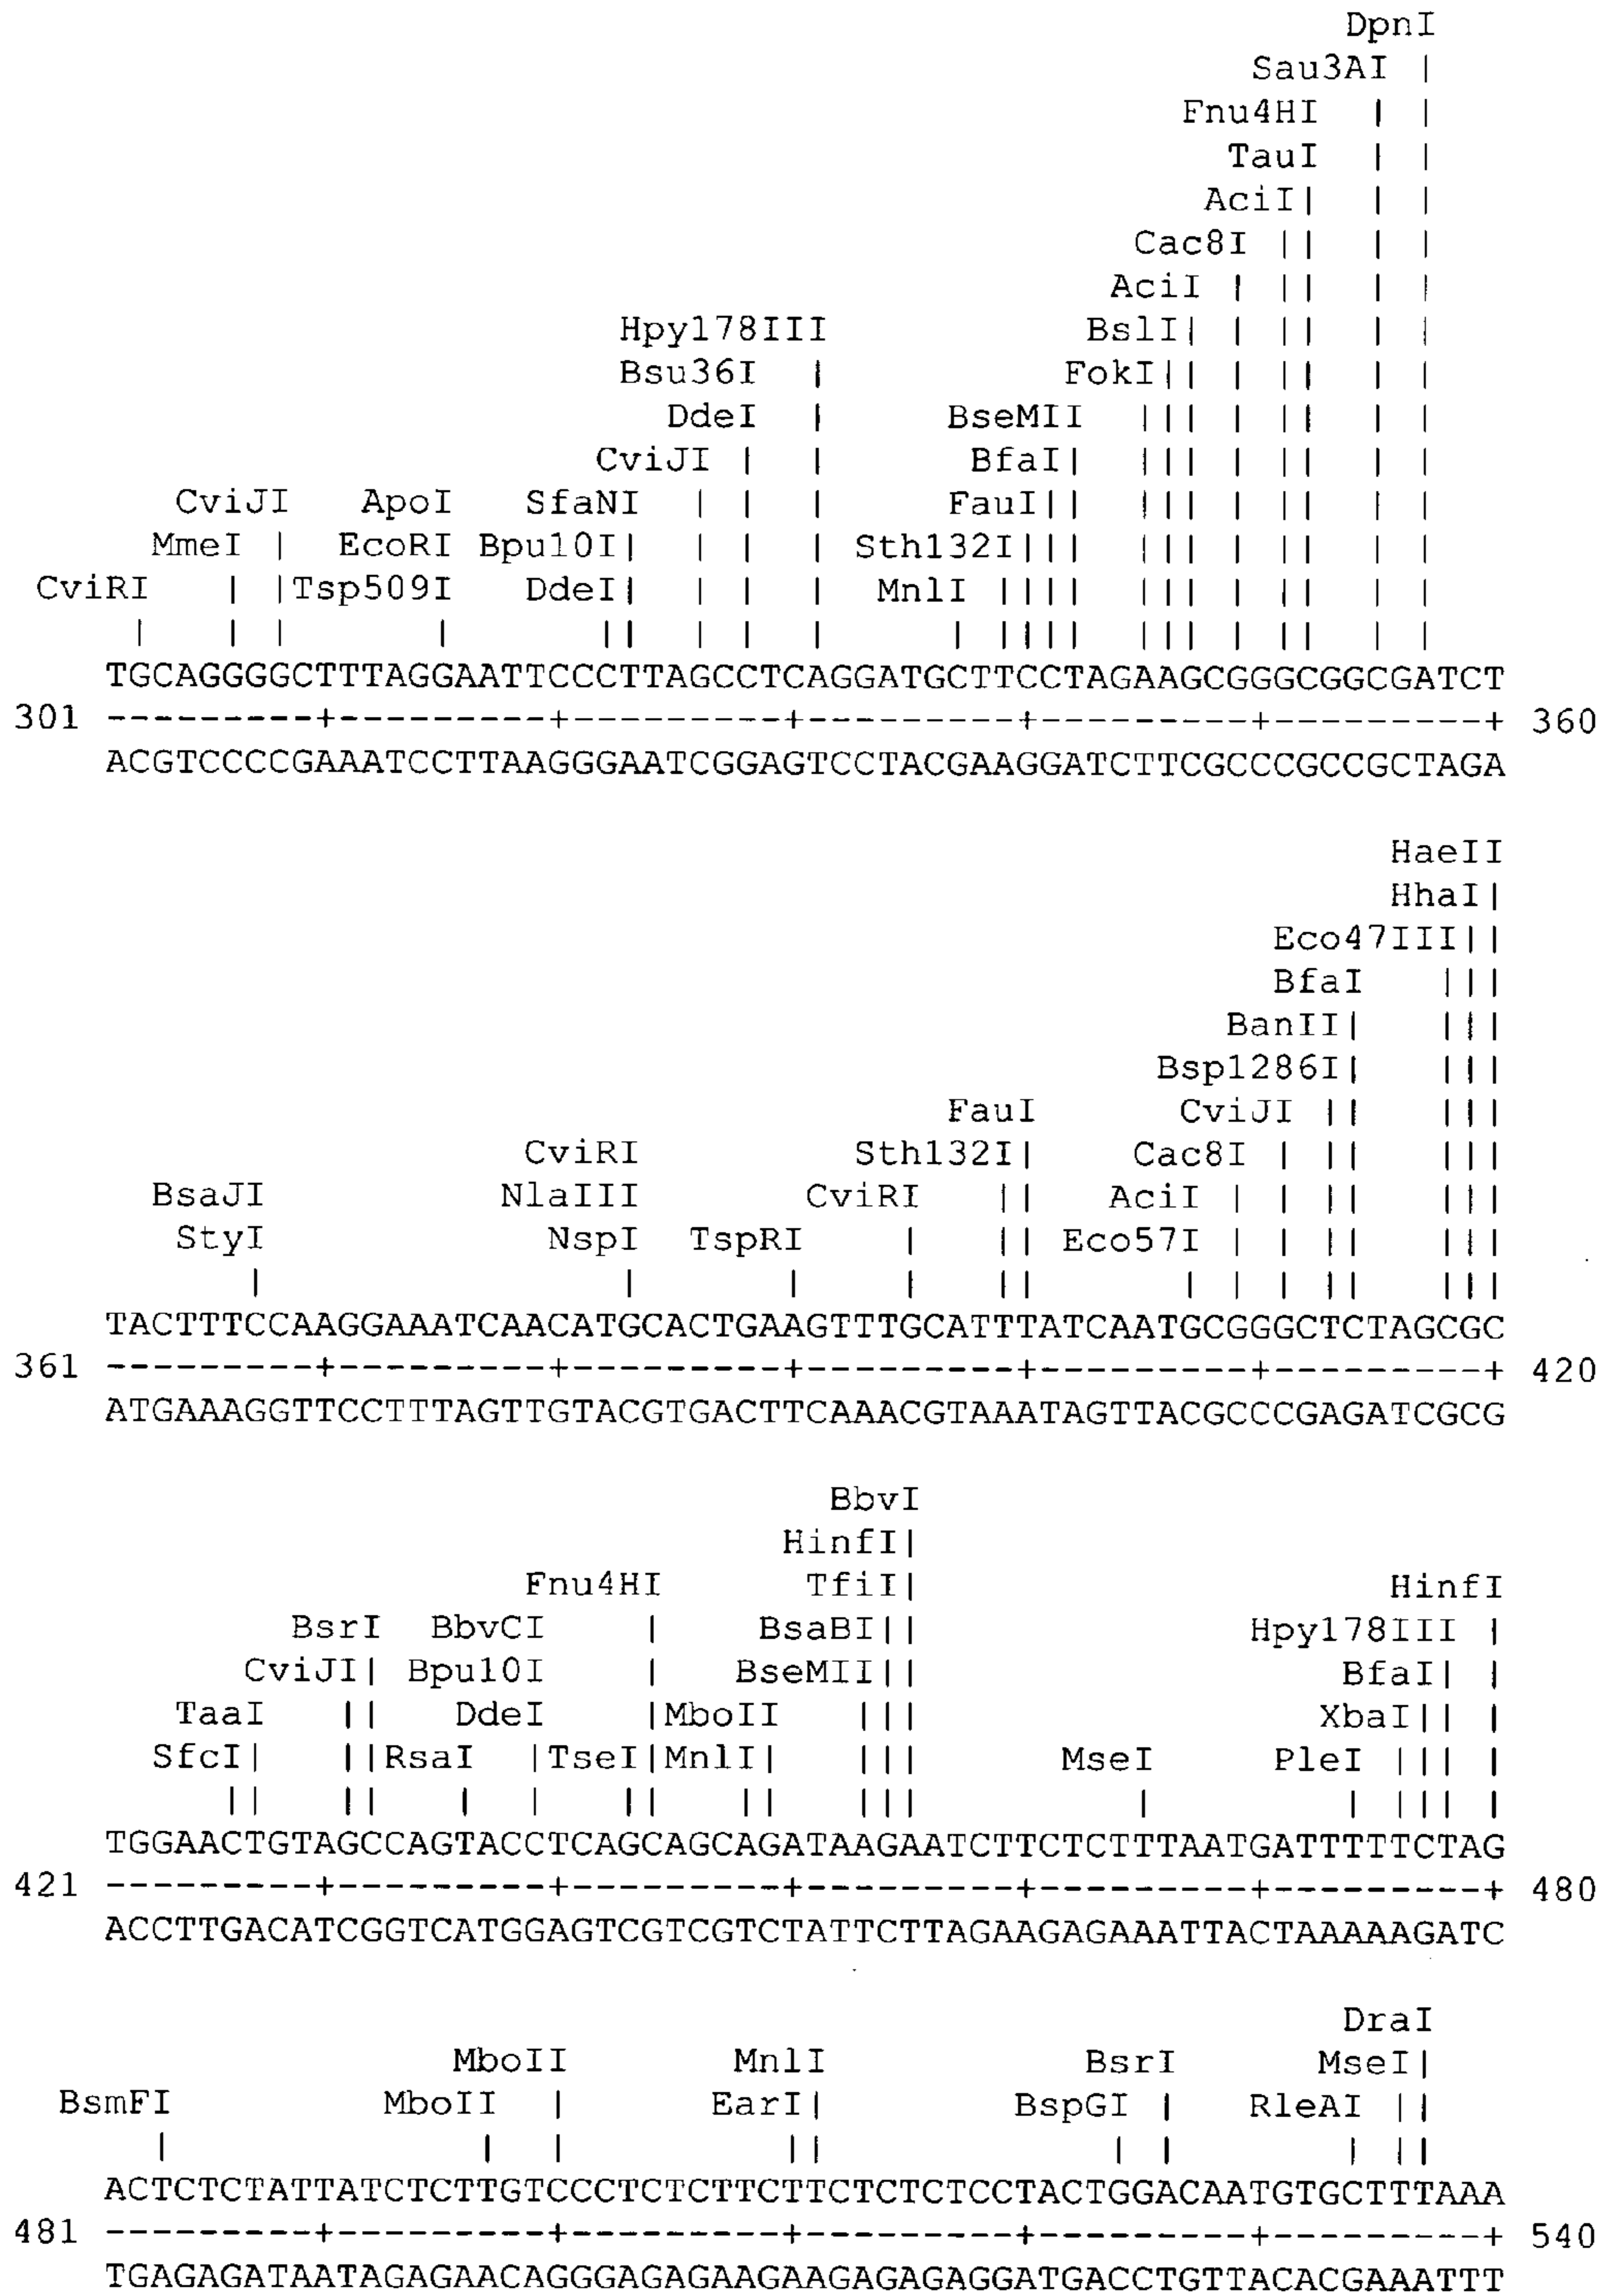 DpnI
Sau3AI |
Fnu4HI | |
TauI | |
AciI| | |
Cac8I || | |
AciI | || | |
Hpy178III BslI| | || | |
Bsu36I | FokI|| | || | |
DdeI | BseMII ||| | || | |
CviJI | | BfaI| ||| | || | |
CviJI ApoI SfaNI | | | FauI|| ||| | || | |
MmeI | EcoRI Bpu10I| | | | Sth132I||| ||| | || | |
CviRI | |Tsp509I DdeI| | | | MnlI |||| ||| | || | |
| | | | || | | | | |||| ||| | || | |
TGCAGGGGCTTTAGGAATTCCCTTAGCCTCAGGATGCTTCCTAGAAGCGGGCGGCGATCT
301 ---------+---------+---------+---------+---------+---------+ 360
ACGTCCCCGAAATCCTTAAGGGAATCGGAGTCCTACGAAGGATCTTCGCCCGCCGCTAGA
HaeII
HhaI|
Eco47III||
BfaI |||
BanII| |||
Bsp1286I| |||
FauI CviJI || |||
CviRI Sth132I| Cac8I | || |||
BsaJI NlaIII CviRI || AciI | | || |||
StyI NspI TspRI | || Eco57I | | || |||
| | | | || | | | || |||
TACTTTCCAAGGAAATCAACATGCACTGAAGTTTGCATTTATCAATGCGGGCTCTAGCGC
361 ---------+---------+---------+---------+---------+---------+ 420
ATGAAAGGTTCCTTTAGTTGTACGTGACTTCAAACGTAAATAGTTACGCCCGAGATCGCG
BbvI
HinfI|
Fnu4HI TfiI| HinfI
BsrI BbvCI | BsaBI|| Hpy178III |
CviJI| Bpu10I | BseMII|| BfaI| |
TaaI || DdeI |MboII ||| XbaI|| |
SfcI| ||RsaI |TseI|MnlI| ||| MseI PleI ||| |
|| || | | || || ||| | | ||| |
TGGAACTGTAGCCAGTACCTCAGCAGCAGATAAGAATCTTCTCTTTAATGATTTTTCTAG
421 ---------+---------+---------+---------+---------+---------+ 480
ACCTTGACATCGGTCATGGAGTCGTCGTCTATTCTTAGAAGAGAAATTACTAAAAAGATC
DraI
MboII MnlI BsrI MseI|
BsmFI MboII | EarI| BspGI | RleAI ||
| | | || | | | ||
ACTCTCTATTATCTCTTGTCCCTCTCTTCTTCTCTCTCCTACTGGACAATGTGCTTTAAA
481 ---------+---------+---------+---------+---------+---------+ 540
TGAGAGATAATAGAGAACAGGGAGAGAAGAAGAGAGAGGATGACCTGTTACACGAAATTT